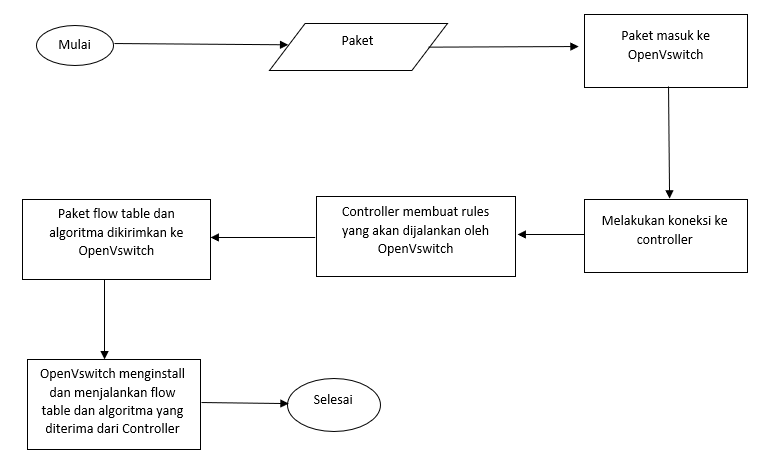 Mulai
Paket
Paket masuk ke
OpenVswitch
Melakukan koneksi ke
controller
Controller membuat rules
yang akan dijalankan oleh
OpenVswitch
Paket flow table dan
algoritma dikirimkan ke
OpenVswitch
OpenVswitch menginstall
dan menjalankan flow
table dan algoritma yang
diterima dari Controller
Selesai